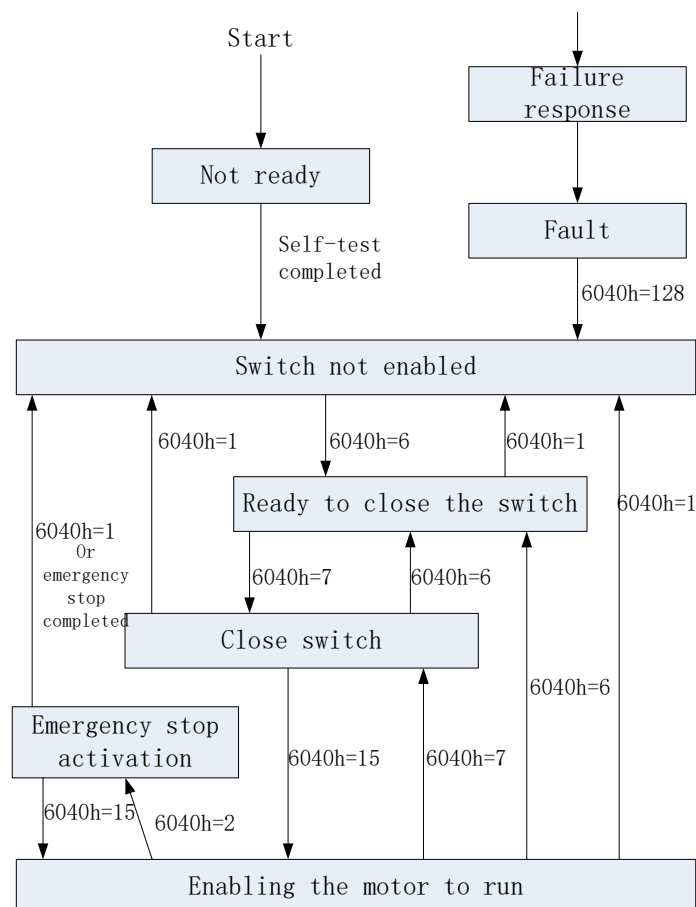 Start
Failure
response
Not ready
Fault
Self-test
completed
6040h=128
Switch not enabled
6040h=1
6040h=6
6040h=1
Ready to close the switch
6040h=1
6040h=1
Or
emergency
stop
completed
6040h=7
6040h=6
Close switch
6040h=6
Emergency stop
activation
6040h=15
6040h=7
6040h=15
6040h=2
Enabling the motor to run